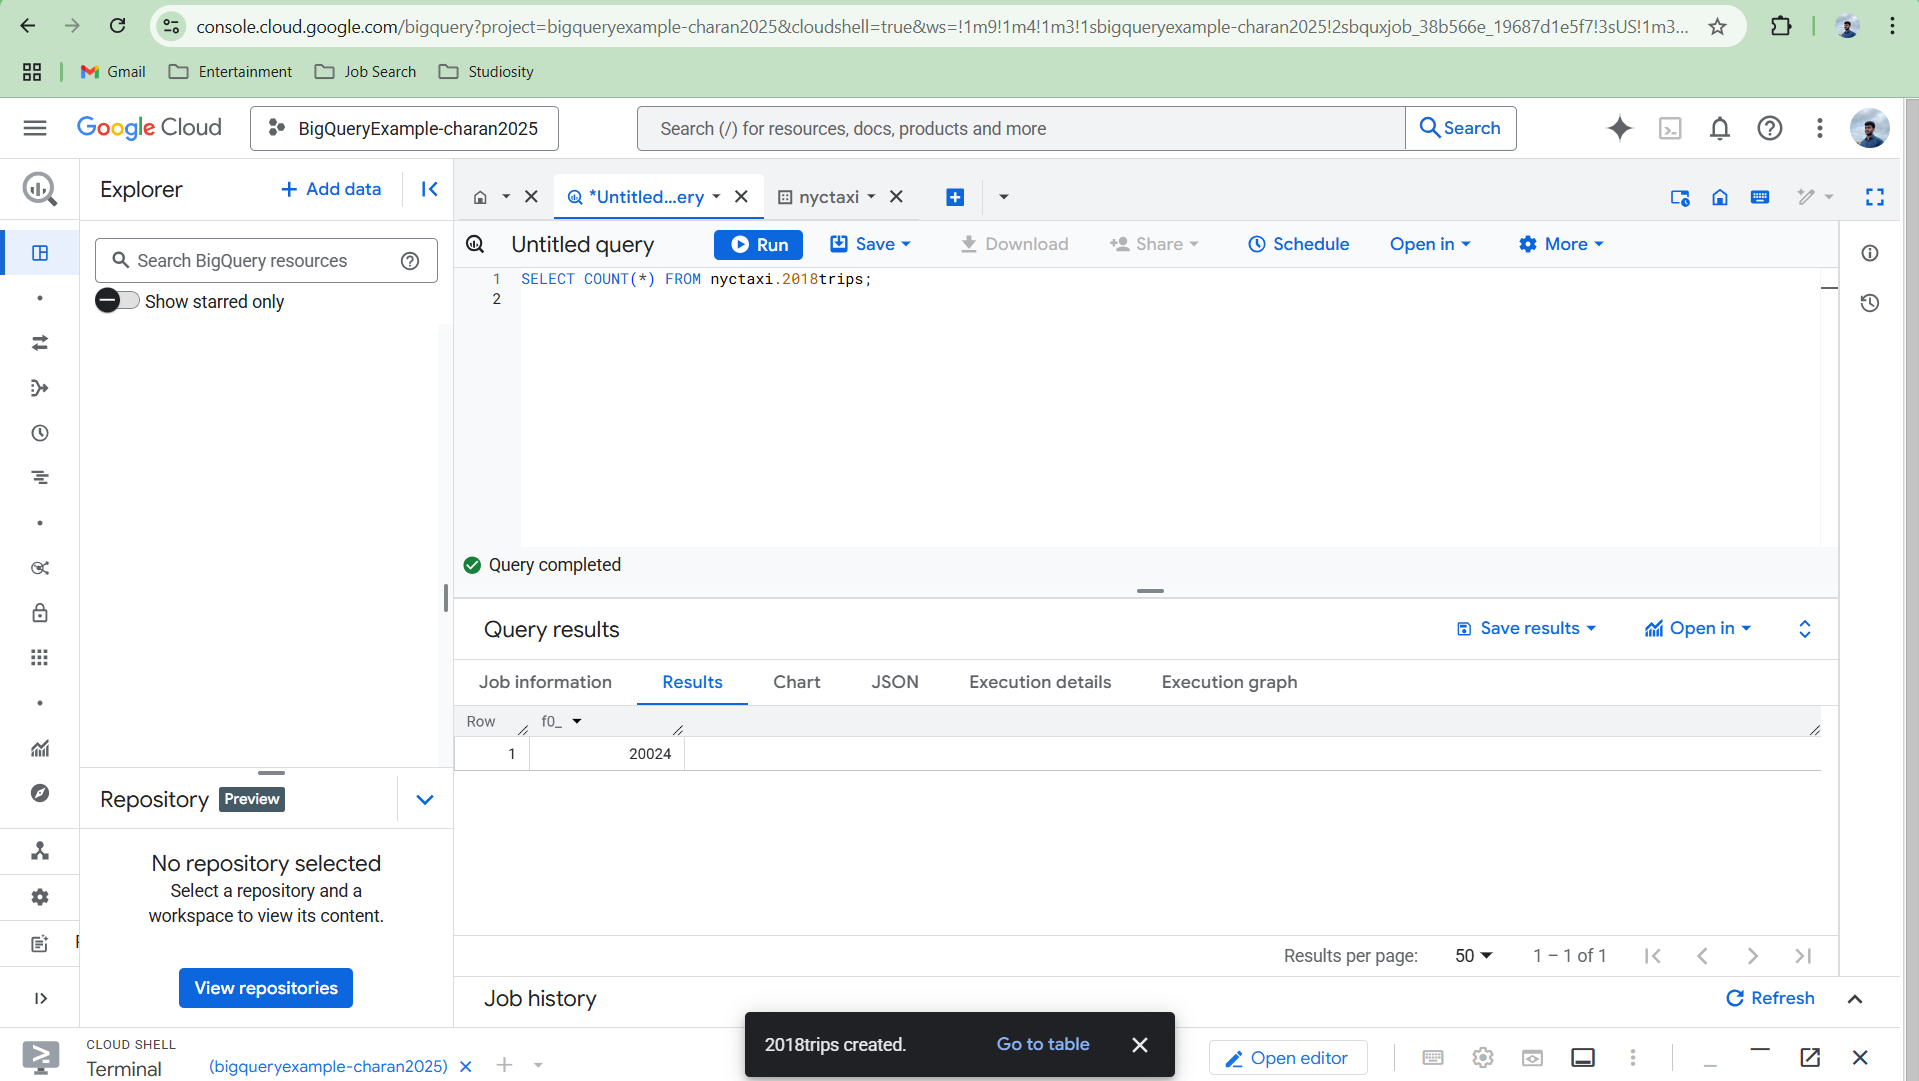 console.cloud.google.com/bigquery?project=bigqueryexample-charan2025&cloudshell=true&ws=!1m9!1m4!1m3!1sbigqueryexample-charan2025!2sbquxjob_38b566e_19687d1e5f7!3sUS!1m3...
Gmail Entertainment Job Search Studiosity
Google Cloud BigQueryExample-charan2025 Search (/) for resources, docs, products and more Search
Explorer + Add data
*Untitled...ery nyctaxi
Search BigQuery resources
Show starred only
Untitled query Run Save Download Share Schedule Open in More
1 SELECT COUNT(*) FROM nyctaxi.2018trips;
2
Query completed
Query results Save results Open in
Job information Results Chart JSON Execution details Execution graph
Row f0_
1 20024
Repository Preview
No repository selected
Select a repository and a
workspace to view its content.
View repositories
Results per page: 50 1 – 1 of 1
Job history Refresh
CLOUD SHELL
Terminal (bigqueryexample-charan2025)
2018trips created. Go to table
Open editor